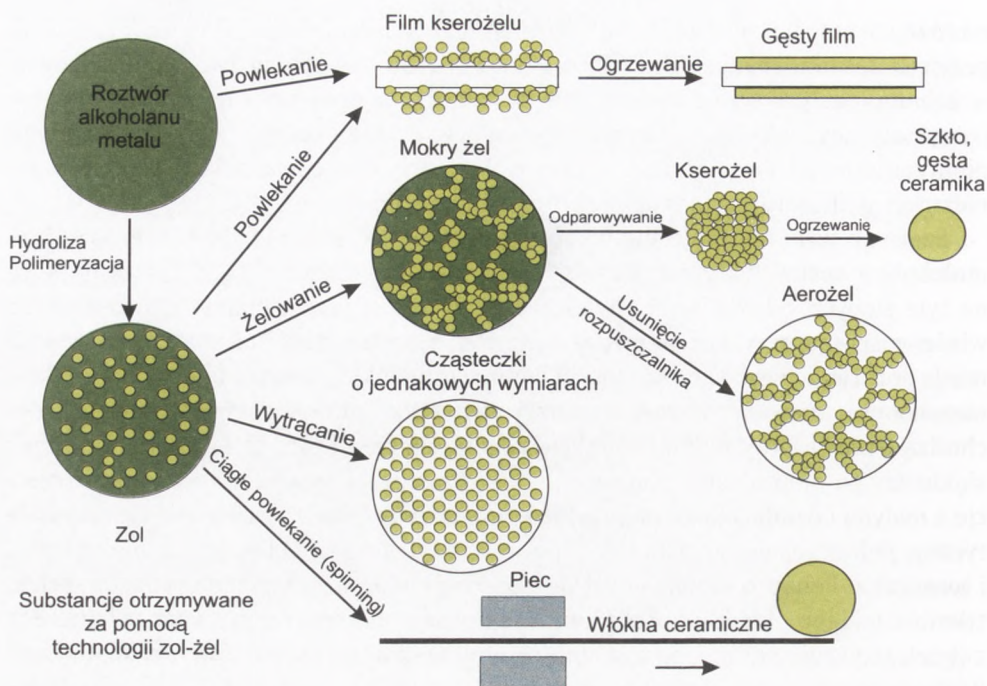 Film kserożelu
Gęsty film
Powlekanie
Ogrzewanie
Roztwór
alkoholanu
metalu
Powlekanie
Mokry żel
Kserożel
Szkło,
gęsta
ceramika
Odparowywanie
Ogrzewanie
Hydroliza
Polimeryzacja
Żelowanie
Usunięcie
rozpuszczalnika
Aerożel
Cząsteczki
o jednakowych wymiarach
Wytrącanie
Ciągłe powlekanie (spinning)
Zol
Piec
Substancje otrzymywane
za pomocą
technologii zol-żel
Włókna ceramiczne